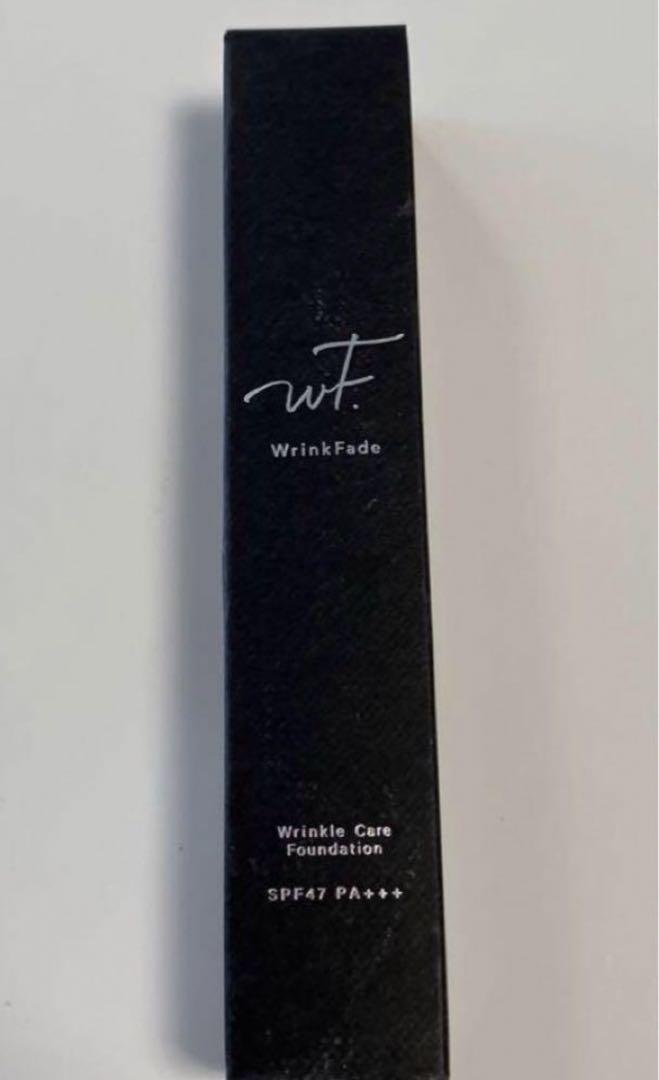 wF.
WrinkFade
Wrinkle Care
Foundation
SPF47 PA+++